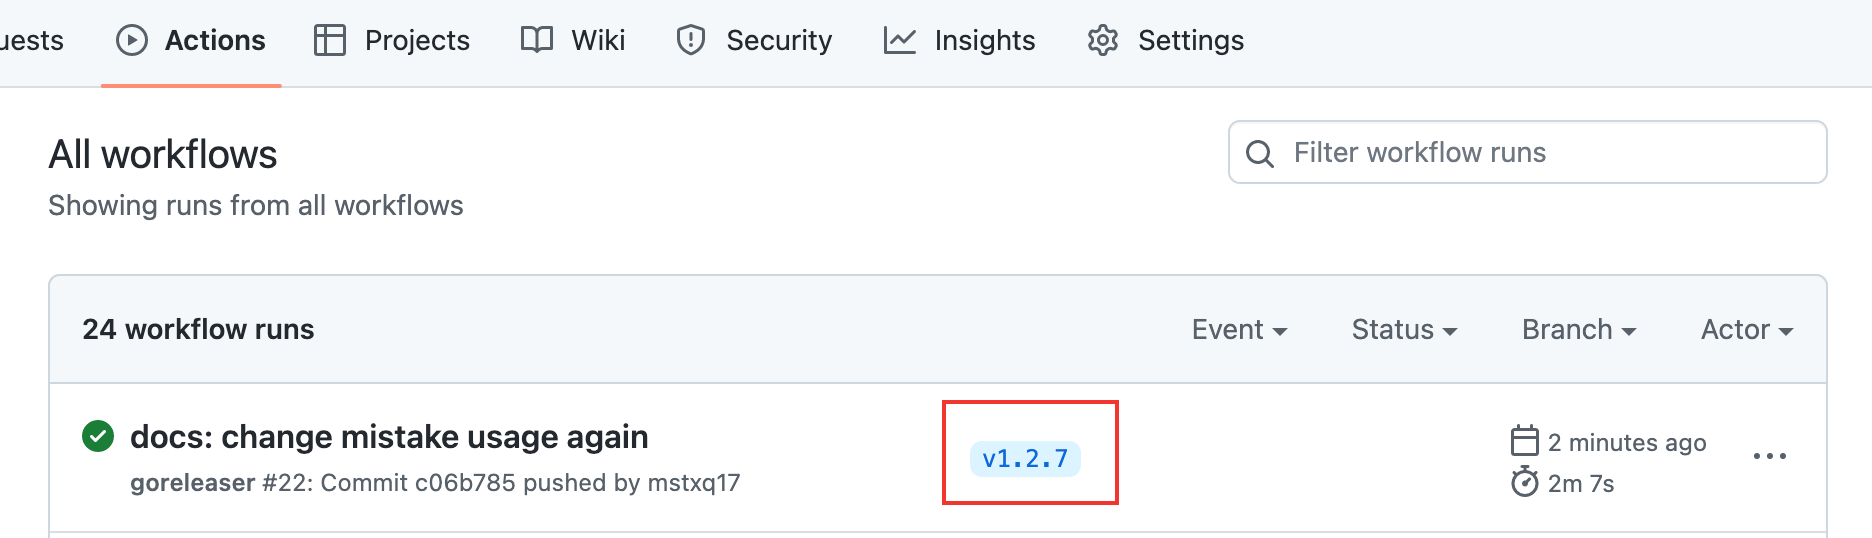 uests Actions Projects Wiki Security Insights Settings
All workflows
Filter workflow runs
Showing runs from all workflows
24 workflow runs Event Status Branch Actor
docs: change mistake usage again
v1.2.7
2 minutes ago
goreleaser #22: Commit c06b785 pushed by mstxq17
2m 7s